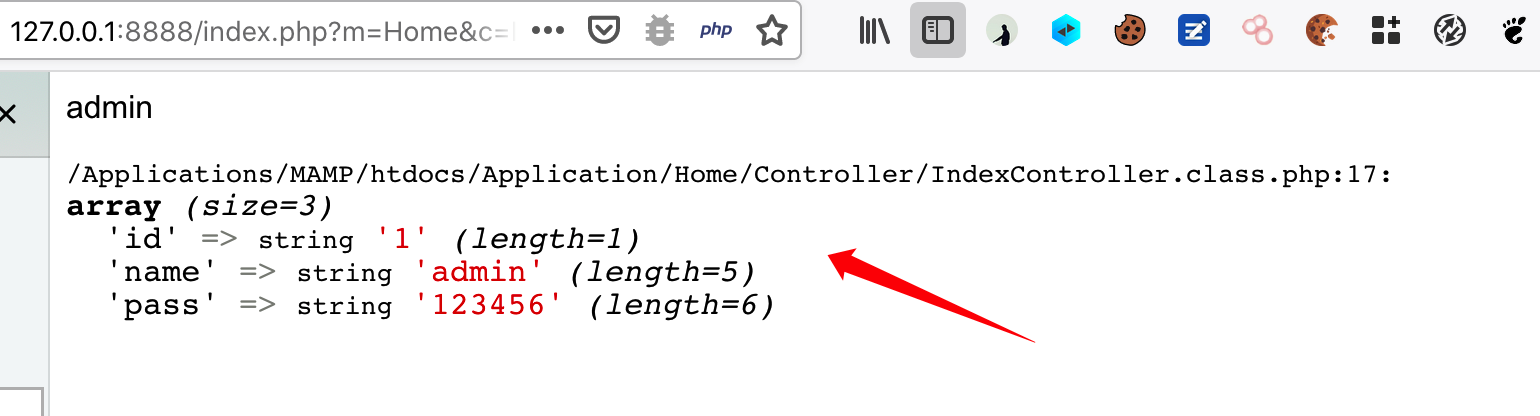 127.0.0.1:8888/index.php?m=Home&c=
php
admin
/Applications/MAMP/htdocs/Application/Home/Controller/IndexController.class.php:17:
array (size=3)
'id' => string '1' (length=1)
'name' => string 'admin' (length=5)
'pass' => string '123456' (length=6)